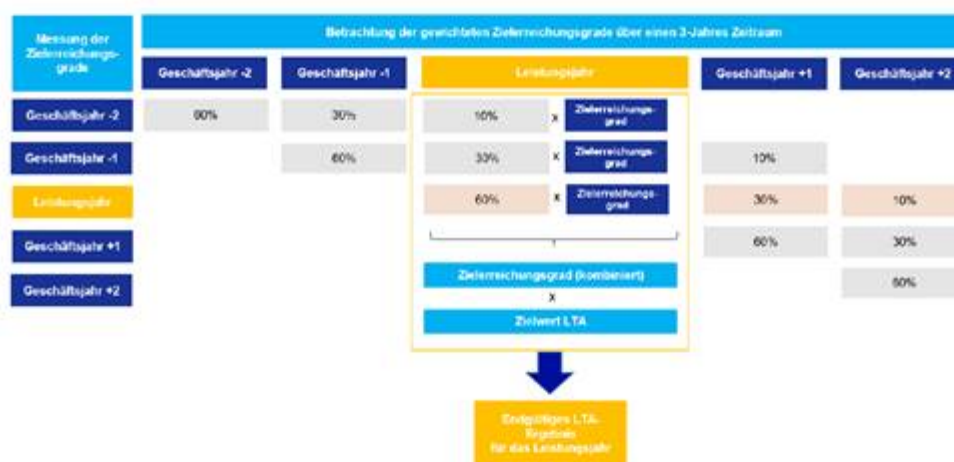 Messung der
Zielerreichungs-
grade
Betrachtung der gewichteten Zielerreichungsgrade über einen 3-Jahres Zeitraum
Geschäftsjahr -2
Geschäftsjahr -1
Leistungsjahr
Geschäftsjahr +1
Geschäftsjahr +2
Geschäftsjahr -2
60%
30%
10%
x
Zielerreichungs-
grad
Geschäftsjahr -1
60%
30%
x
Zielerreichungs-
grad
10%
Leistungsjahr
60%
x
Zielerreichungs-
grad
30%
10%
Geschäftsjahr +1
60%
30%
Zielerreichungsgrad (kombiniert)
Geschäftsjahr +2
60%
x
Zielwert LTA
Endgültiges LTA-
Ergebnis
für das Leistungsjahr